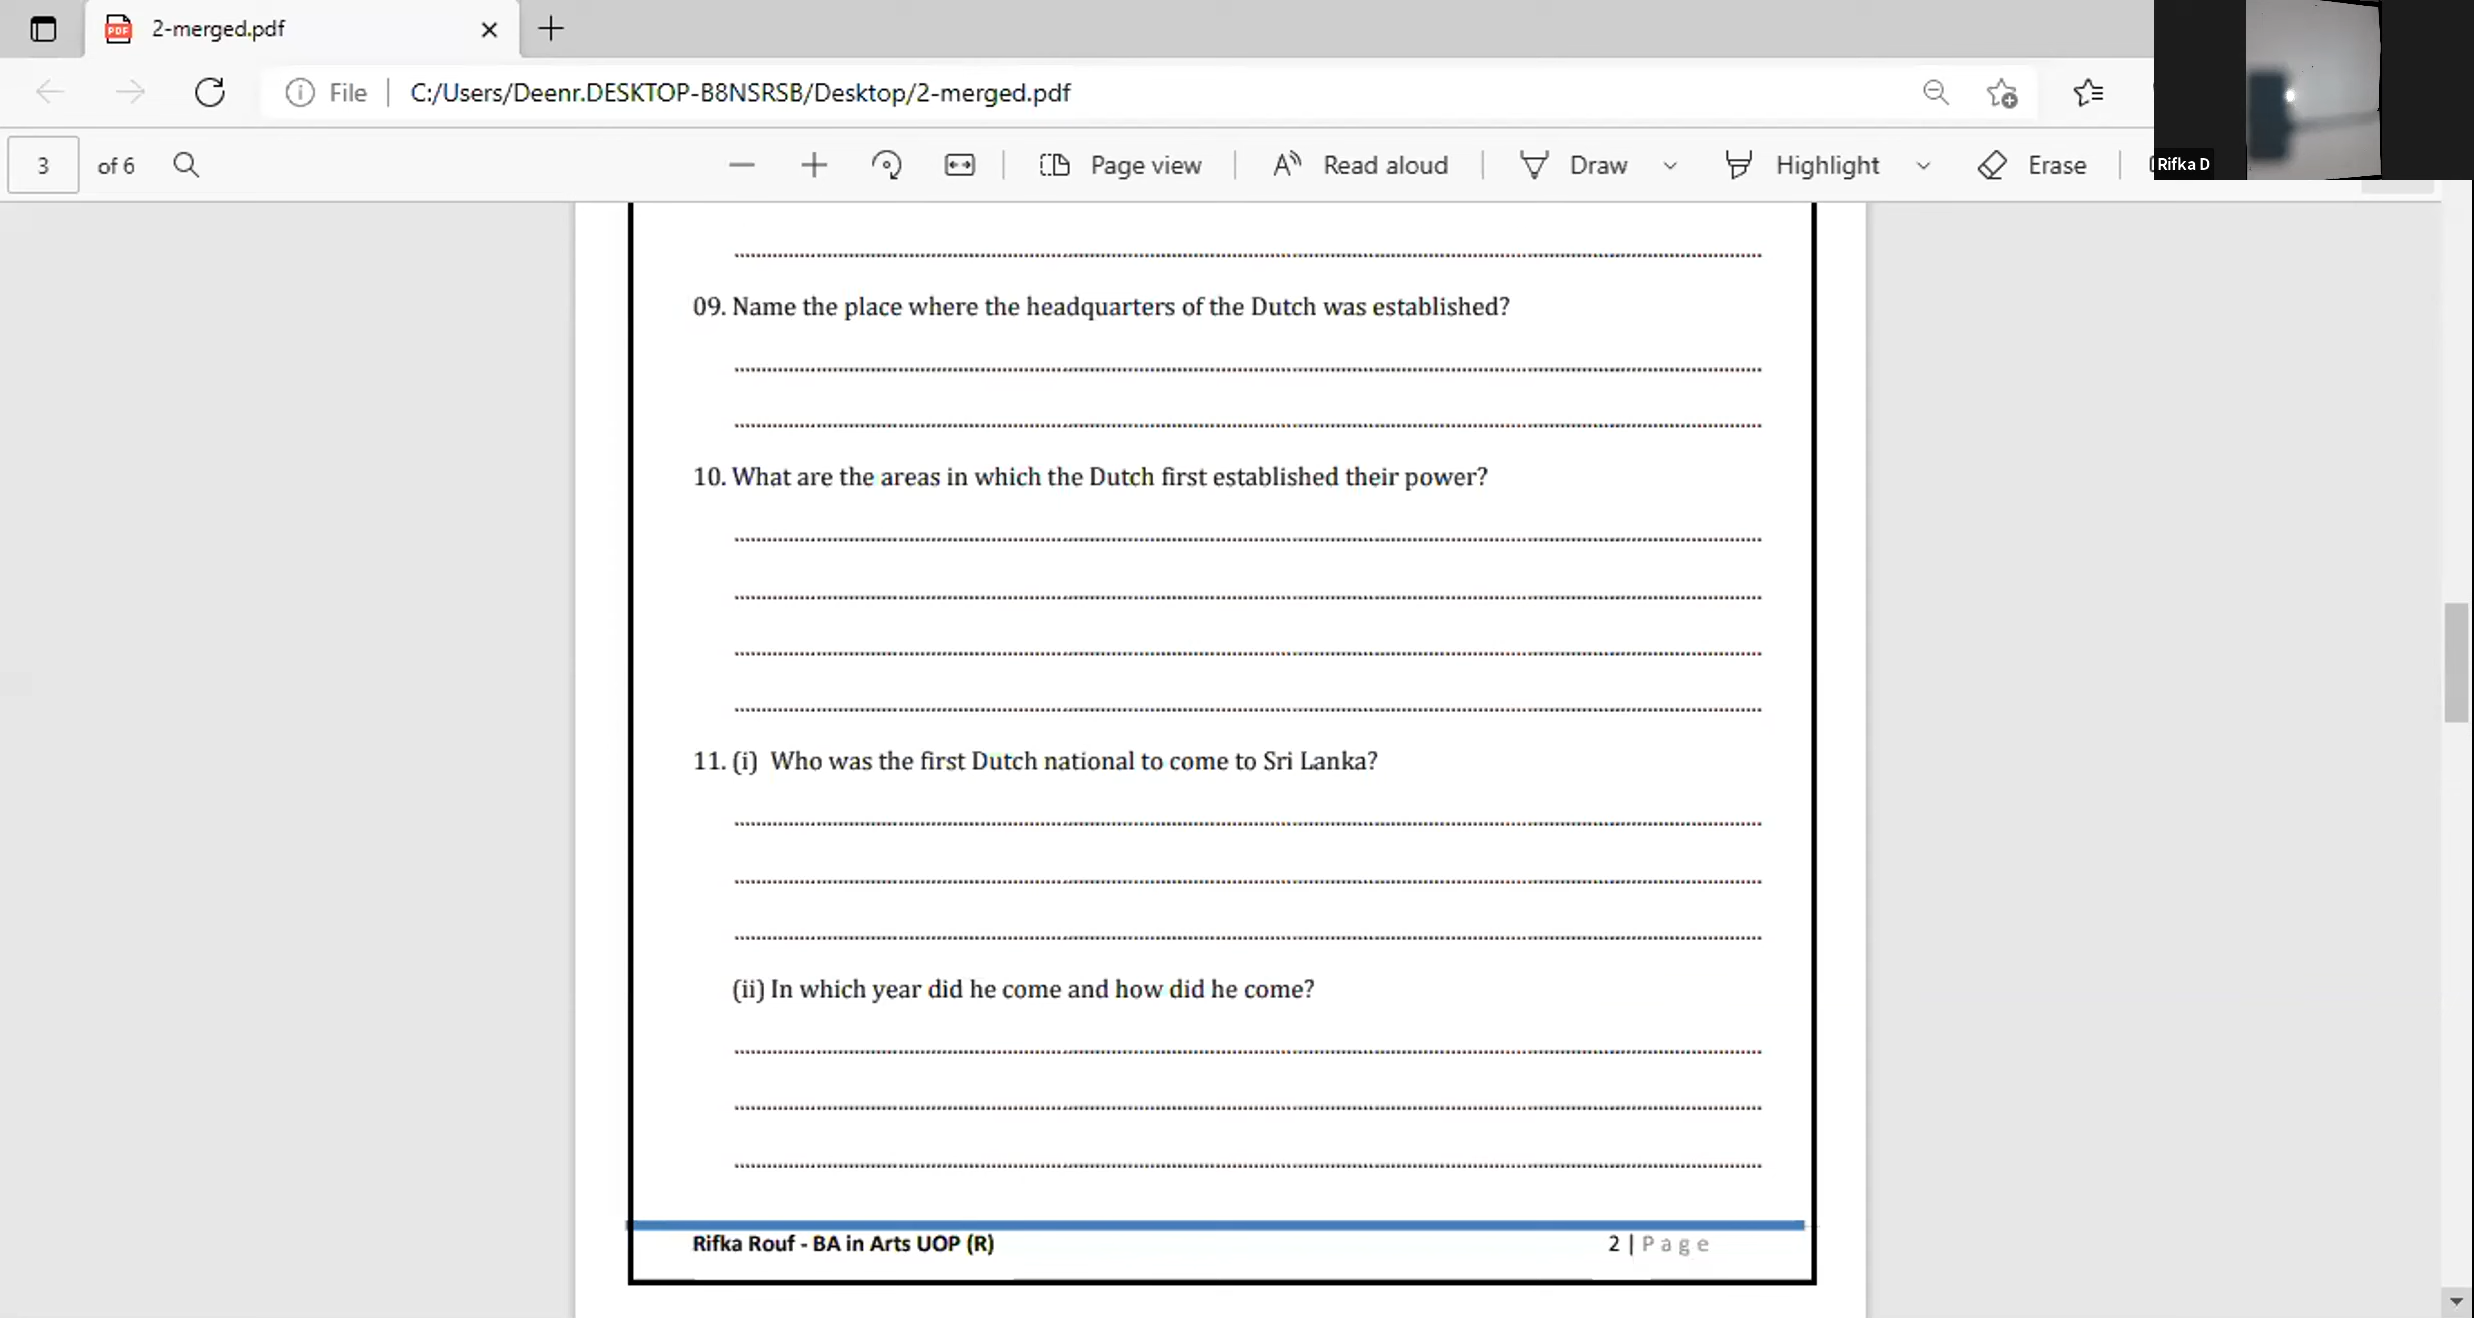 2-merged.pdf
File
C:/Users/Deenr.DESKTOP-B8NSRSB/Desktop/2-merged.pdf
3 of 6
Page view
Read aloud
Draw
Highlight
Erase
Rifka D
09. Name the place where the headquarters of the Dutch was established?
10. What are the areas in which the Dutch first established their power?
11. (i) Who was the first Dutch national to come to Sri Lanka?
(ii) In which year did he come and how did he come?
Rifka Rouf - BA in Arts UOP (R)
2 | Page